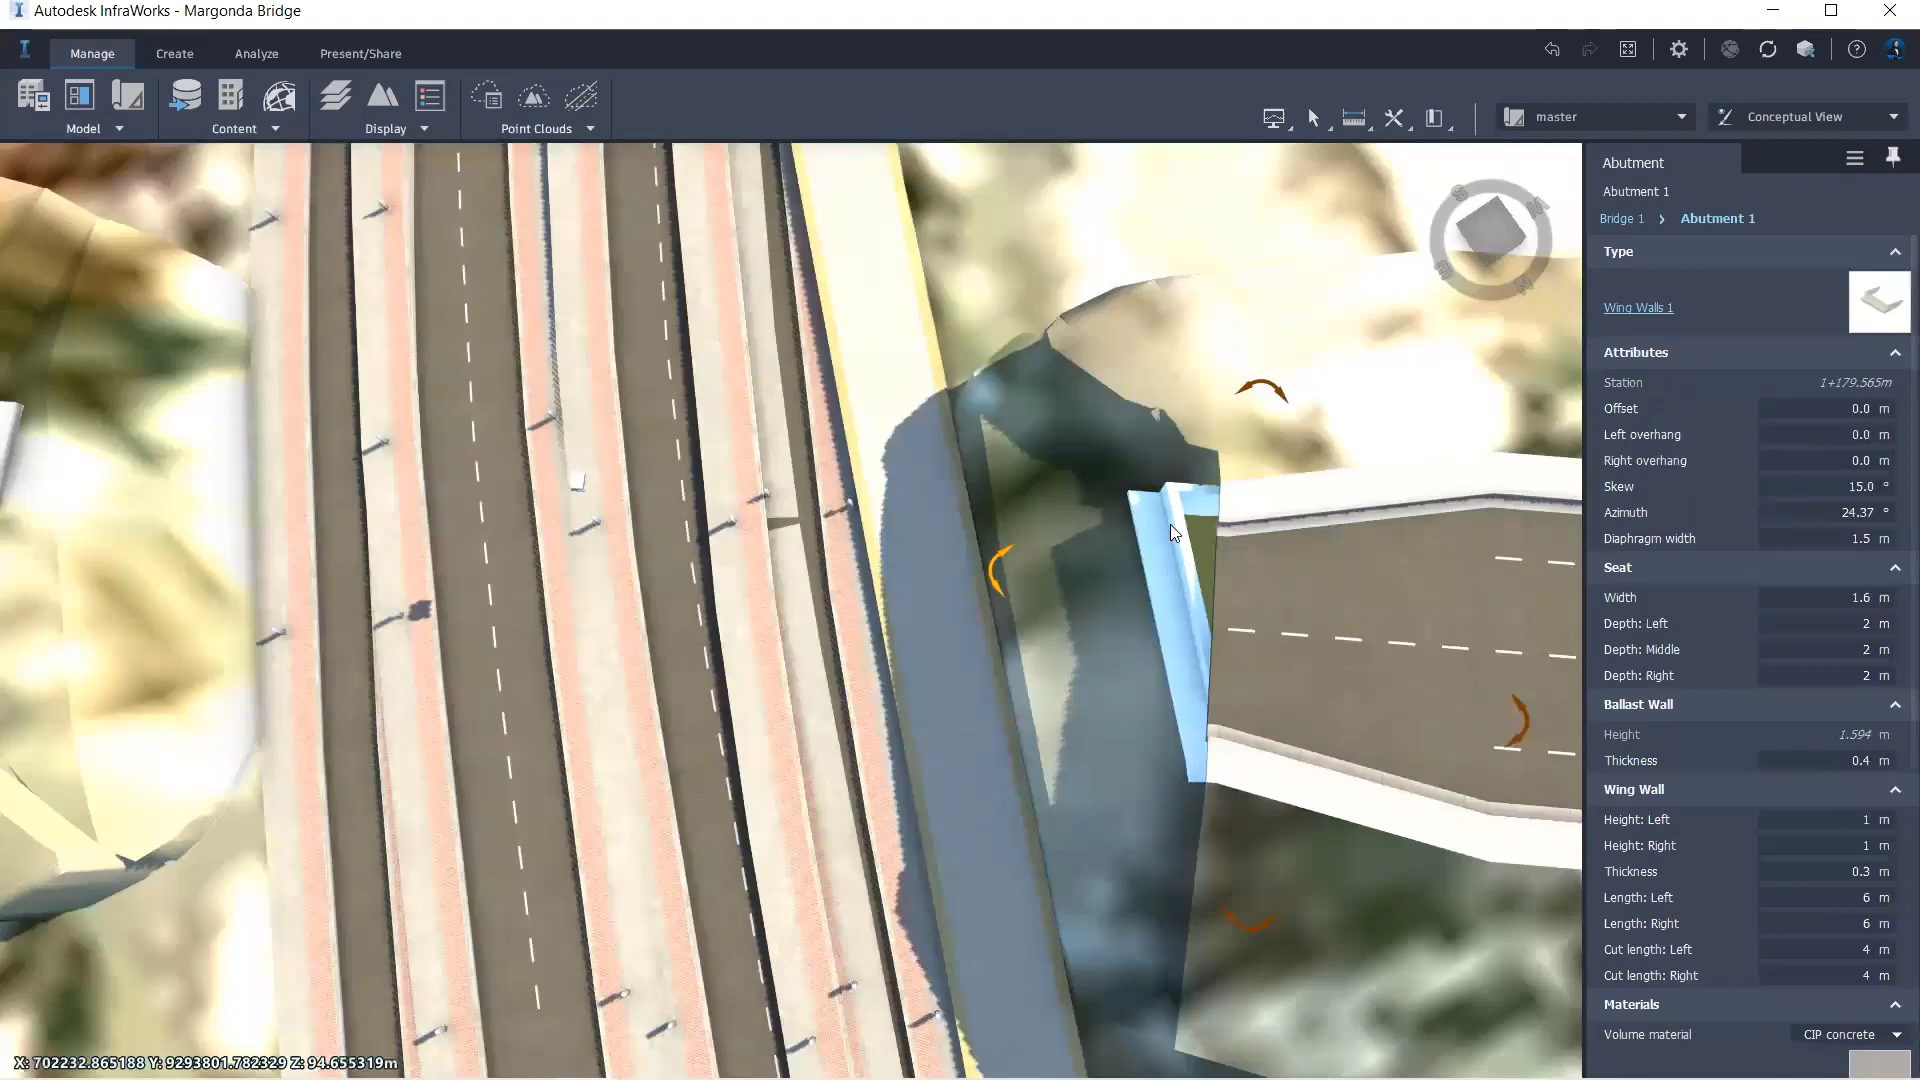 Autodesk InfraWorks - Margonda Bridge
Manage
Create
Analyze
Present/Share
Model
Content
Display
Point Clouds
master
Conceptual View
Abutment
Abutment 1
Bridge 1 > Abutment 1
Type
Wing Walls 1
Attributes
Station 1+179.565m
Offset 0.0 m
Left overhang 0.0 m
Right overhang 0.0 m
Skew 15.0 °
Azimuth 24.37 °
Diaphragm width 1.5 m
Seat
Width 1.6 m
Depth: Left 2 m
Depth: Middle 2 m
Depth: Right 2 m
Ballast Wall
Height 1.594 m
Thickness 0.4 m
Wing Wall
Height: Left 1 m
Height: Right 1 m
Thickness 0.3 m
Length: Left 6 m
Length: Right 6 m
Cut length: Left 4 m
Cut length: Right 4 m
Materials
Volume material CIP concrete
X: 702232.865188 Y: 9293801.782329 Z: 94.655319m